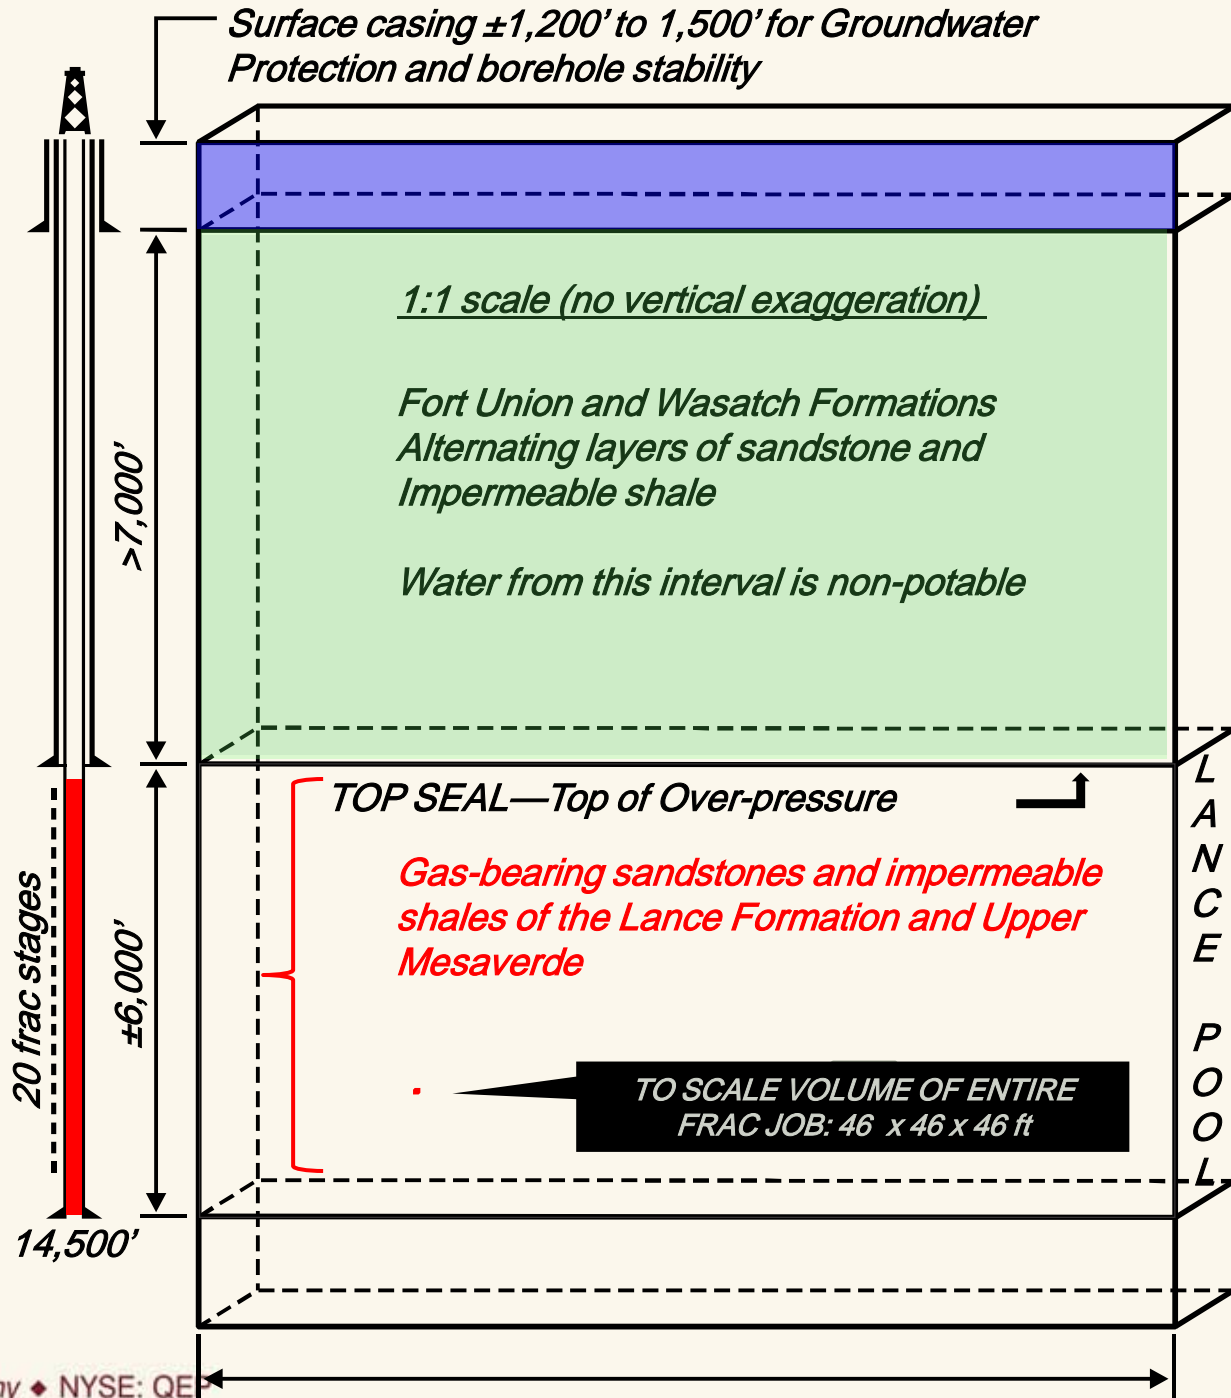 Surface casing ±1,200’ to 1,500’ for Groundwater
Protection and borehole stability
1:1 scale (no vertical exaggeration)
Fort Union and Wasatch Formations
Alternating layers of sandstone and
Impermeable shale
Water from this interval is non-potable
>7,000’
TOP SEAL—Top of Over-pressure
Gas-bearing sandstones and impermeable
shales of the Lance Formation and Upper
Mesaverde
TO SCALE VOLUME OF ENTIRE
FRAC JOB: 46 x 46 x 46 ft
LANCE POOL
20 frac stages
±6,000’
14,500’
◆ NYSE: QEP